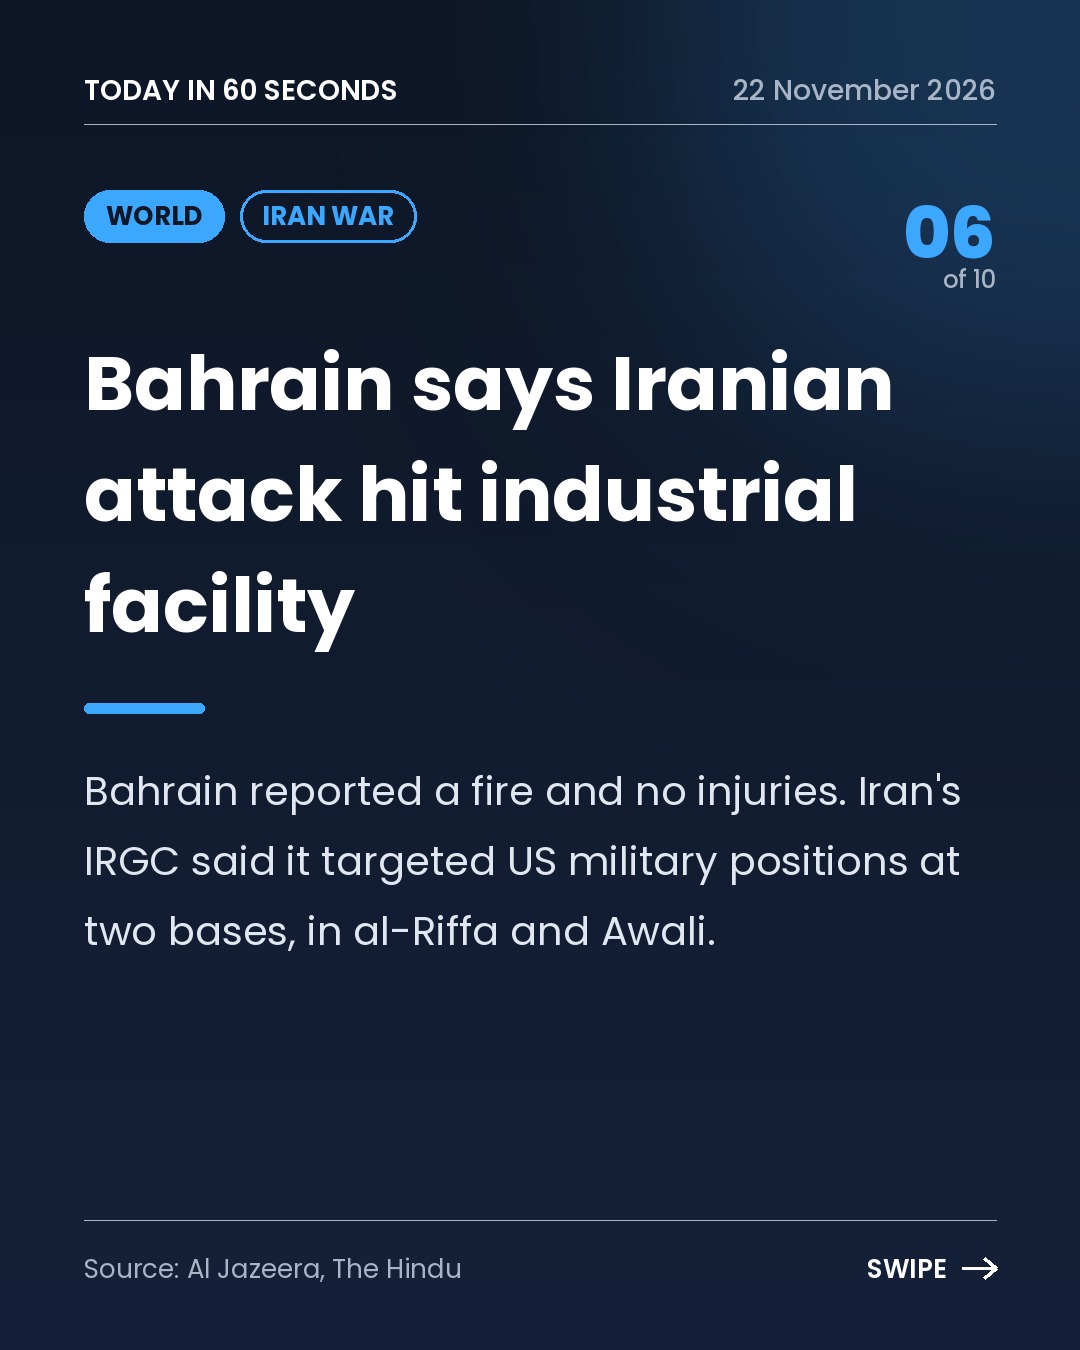 TODAY IN 60 SECONDS
22 November 2026
WORLD
IRAN WAR
06
of 10
Bahrain says Iranian
attack hit industrial
facility
Bahrain reported a fire and no injuries. Iran's
IRGC said it targeted US military positions at
two bases, in al-Riffa and Awali.
Source: Al Jazeera, The Hindu
SWIPE →